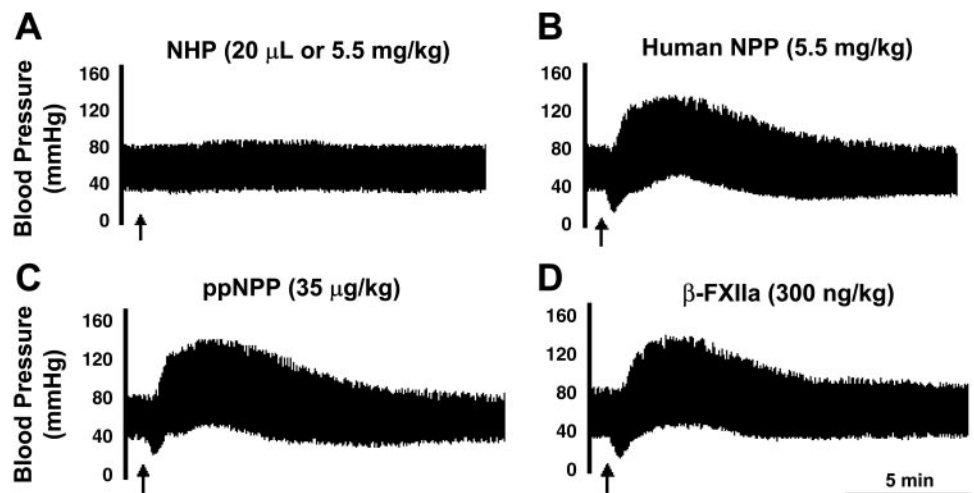 A
NHP (20 μL or 5.5 mg/kg)
160
120
80
40
0
Blood Pressure
(mmHg)
B
Human NPP (5.5 mg/kg)
160
120
80
40
0
C
ppNPP (35 μg/kg)
160
120
80
40
0
Blood Pressure
(mmHg)
D
β-FXIIa (300 ng/kg)
160
120
80
40
0
5 min